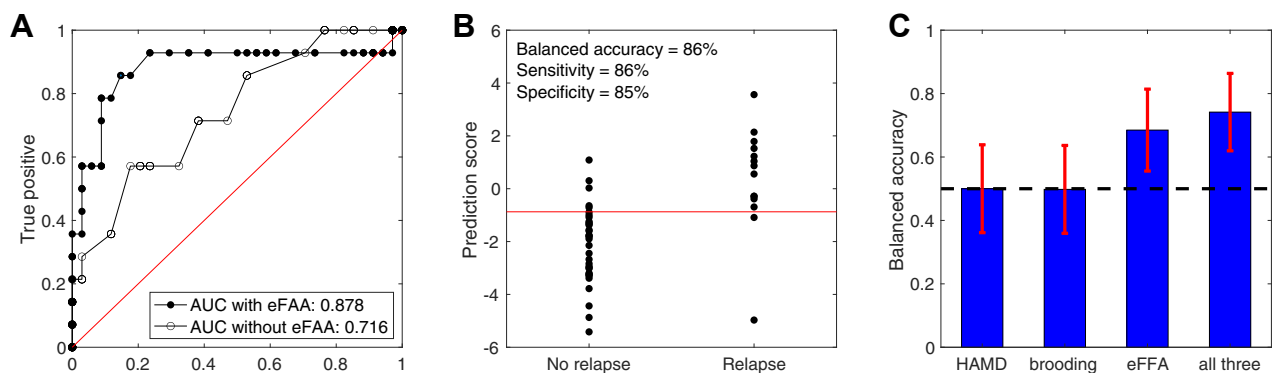 A
True positive
1
0.8
0.6
0.4
0.2
0
0 0.2 0.4 0.6 0.8 1
AUC with eFAA: 0.878
AUC without eFAA: 0.716
B
Prediction score
6
4
2
0
-2
-4
-6
Balanced accuracy = 86%
Sensitivity = 86%
Specificity = 85%
No relapse Relapse
C
Balanced accuracy
1
0.8
0.6
0.4
0.2
0
HAMD brooding eFFA all three